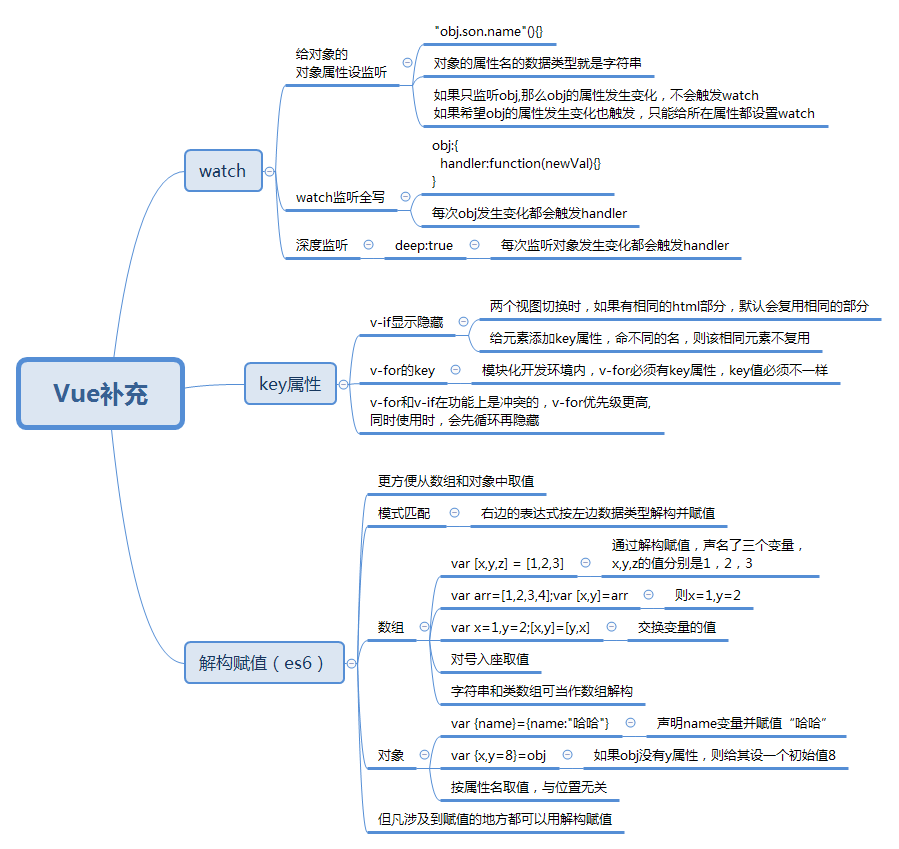 Vue补充
watch
给对象的
对象属性设监听
"obj.son.name"(){}
对象的属性名的数据类型就是字符串
如果只监听obj,那么obj的属性发生变化，不会触发watch
如果希望obj的属性发生变化也触发，只能给所在属性都设置watch
watch监听全写
obj:{
handler:function(newVal){}
}
每次obj发生变化都会触发handler
深度监听
deep:true
每次监听对象发生变化都会触发handler
key属性
v-if显示隐藏
两个视图切换时，如果有相同的html部分，默认会复用相同的部分
给元素添加key属性，命不同的名，则该相同元素不复用
v-for的key
模块化开发环境内，v-for必须有key属性，key值必须不一样
v-for和v-if在功能上是冲突的，v-for优先级更高,
同时使用时，会先循环再隐藏
解构赋值（es6）
更方便从数组和对象中取值
模式匹配
右边的表达式按左边数据类型解构并赋值
数组
var [x,y,z] = [1,2,3]
通过解构赋值，声名了三个变量，
x,y,z的值分别是1，2，3
var arr=[1,2,3,4];var [x,y]=arr
则x=1,y=2
var x=1,y=2;[x,y]=[y,x]
交换变量的值
对号入座取值
字符串和类数组可当作数组解构
对象
var {name}={name:"哈哈"}
声明name变量并赋值“哈哈”
var {x,y=8}=obj
如果obj没有y属性，则给其设一个初始值8
按属性名取值，与位置无关
但凡涉及到赋值的地方都可以用解构赋值